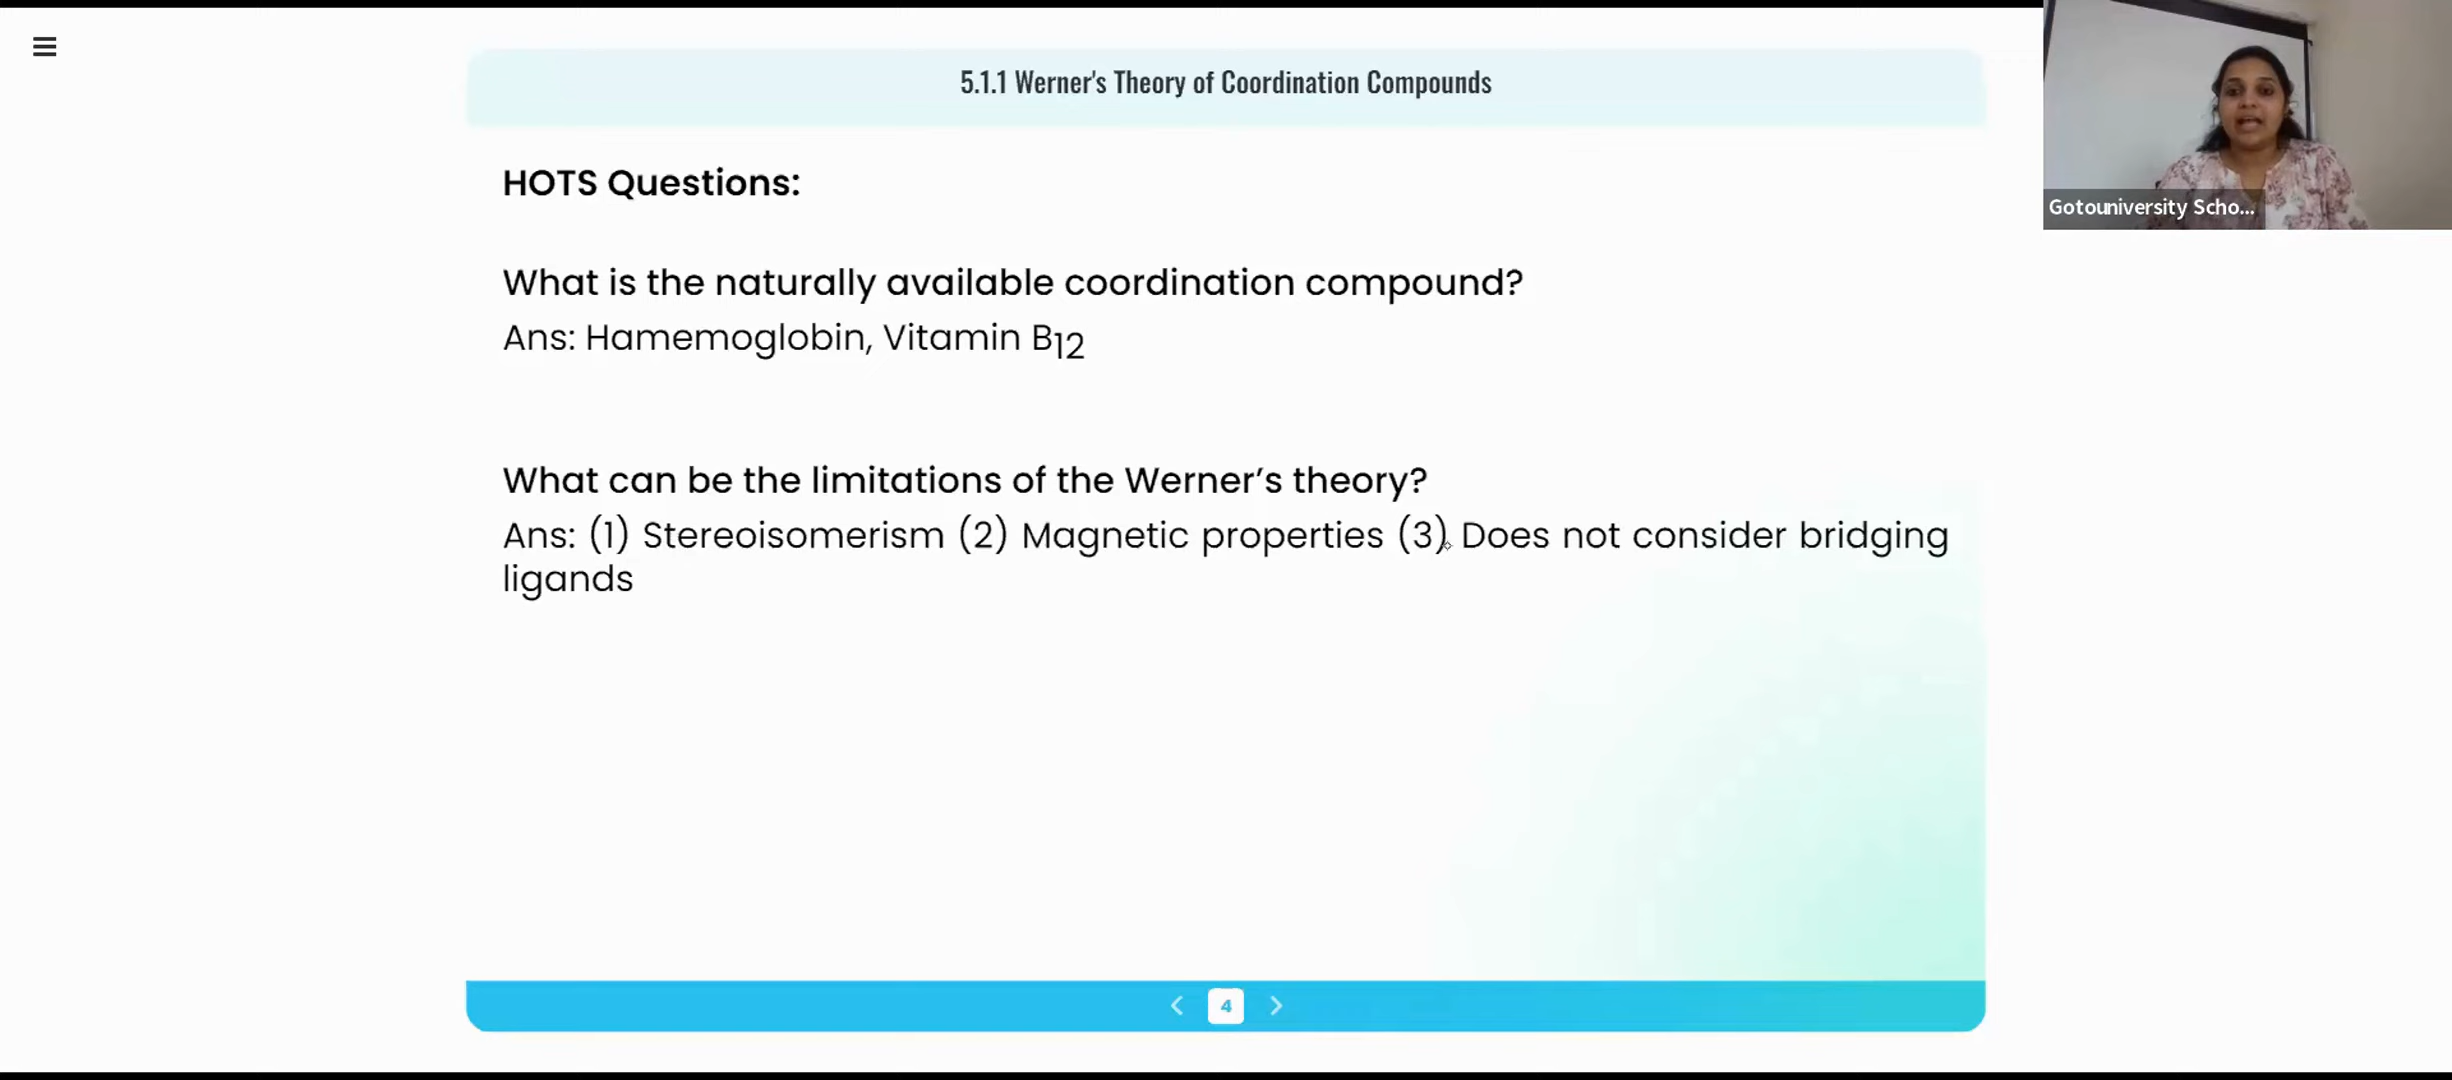 5.1.1 Werner's Theory of Coordination Compounds
HOTS Questions:
Gotouniversity Scho...
What is the naturally available coordination compound?
Ans: Hamemoglobin, Vitamin B12
What can be the limitations of the Werner’s theory?
Ans: (1) Stereoisomerism (2) Magnetic properties (3) Does not consider bridging
ligands
4